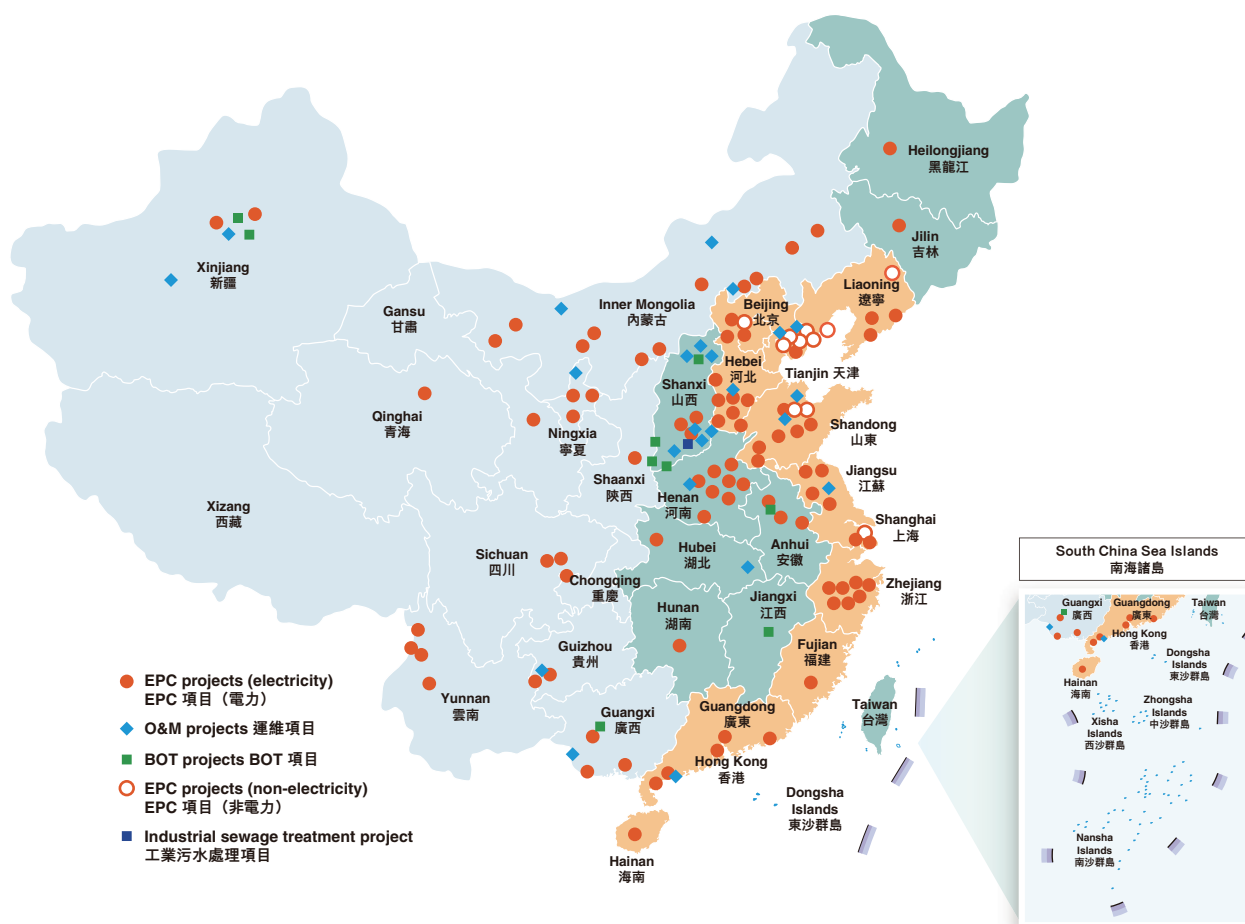 Heilongjiang
黑龍江
Jilin
吉林
Xinjiang
新疆
Liaoning
遼寧
Gansu
甘肅
Inner Mongolia
內蒙古
Beijing
北京
Hebei
河北
Tianjin 天津
Shanxi
山西
Qinghai
青海
Ningxia
寧夏
Shandong
山東
Shaanxi
陝西
Jiangsu
江蘇
Xizang
西藏
Henan
河南
Shanghai
上海
Sichuan
四川
Hubei
湖北
Anhui
安徽
Chongqing
重慶
Zhejiang
浙江
Hunan
湖南
Jiangxi
江西
Guizhou
貴州
Fujian
福建
Yunnan
雲南
Guangxi
廣西
Guangdong
廣東
Taiwan
台灣
Hong Kong
香港
Dongsha
Islands
東沙群島
Hainan
海南
EPC projects (electricity)
EPC 項目（電力）
O&M projects 運維項目
BOT projects BOT 項目
EPC projects (non-electricity)
EPC 項目（非電力）
Industrial sewage treatment project
工業污水處理項目
South China Sea Islands
南海諸島
Guangxi
廣西
Guangdong
廣東
Taiwan
台灣
Hong Kong
香港
Dongsha
Islands
東沙群島
Hainan
海南
Zhongsha
Islands
中沙群島
Xisha
Islands
西沙群島
Nansha
Islands
南沙群島